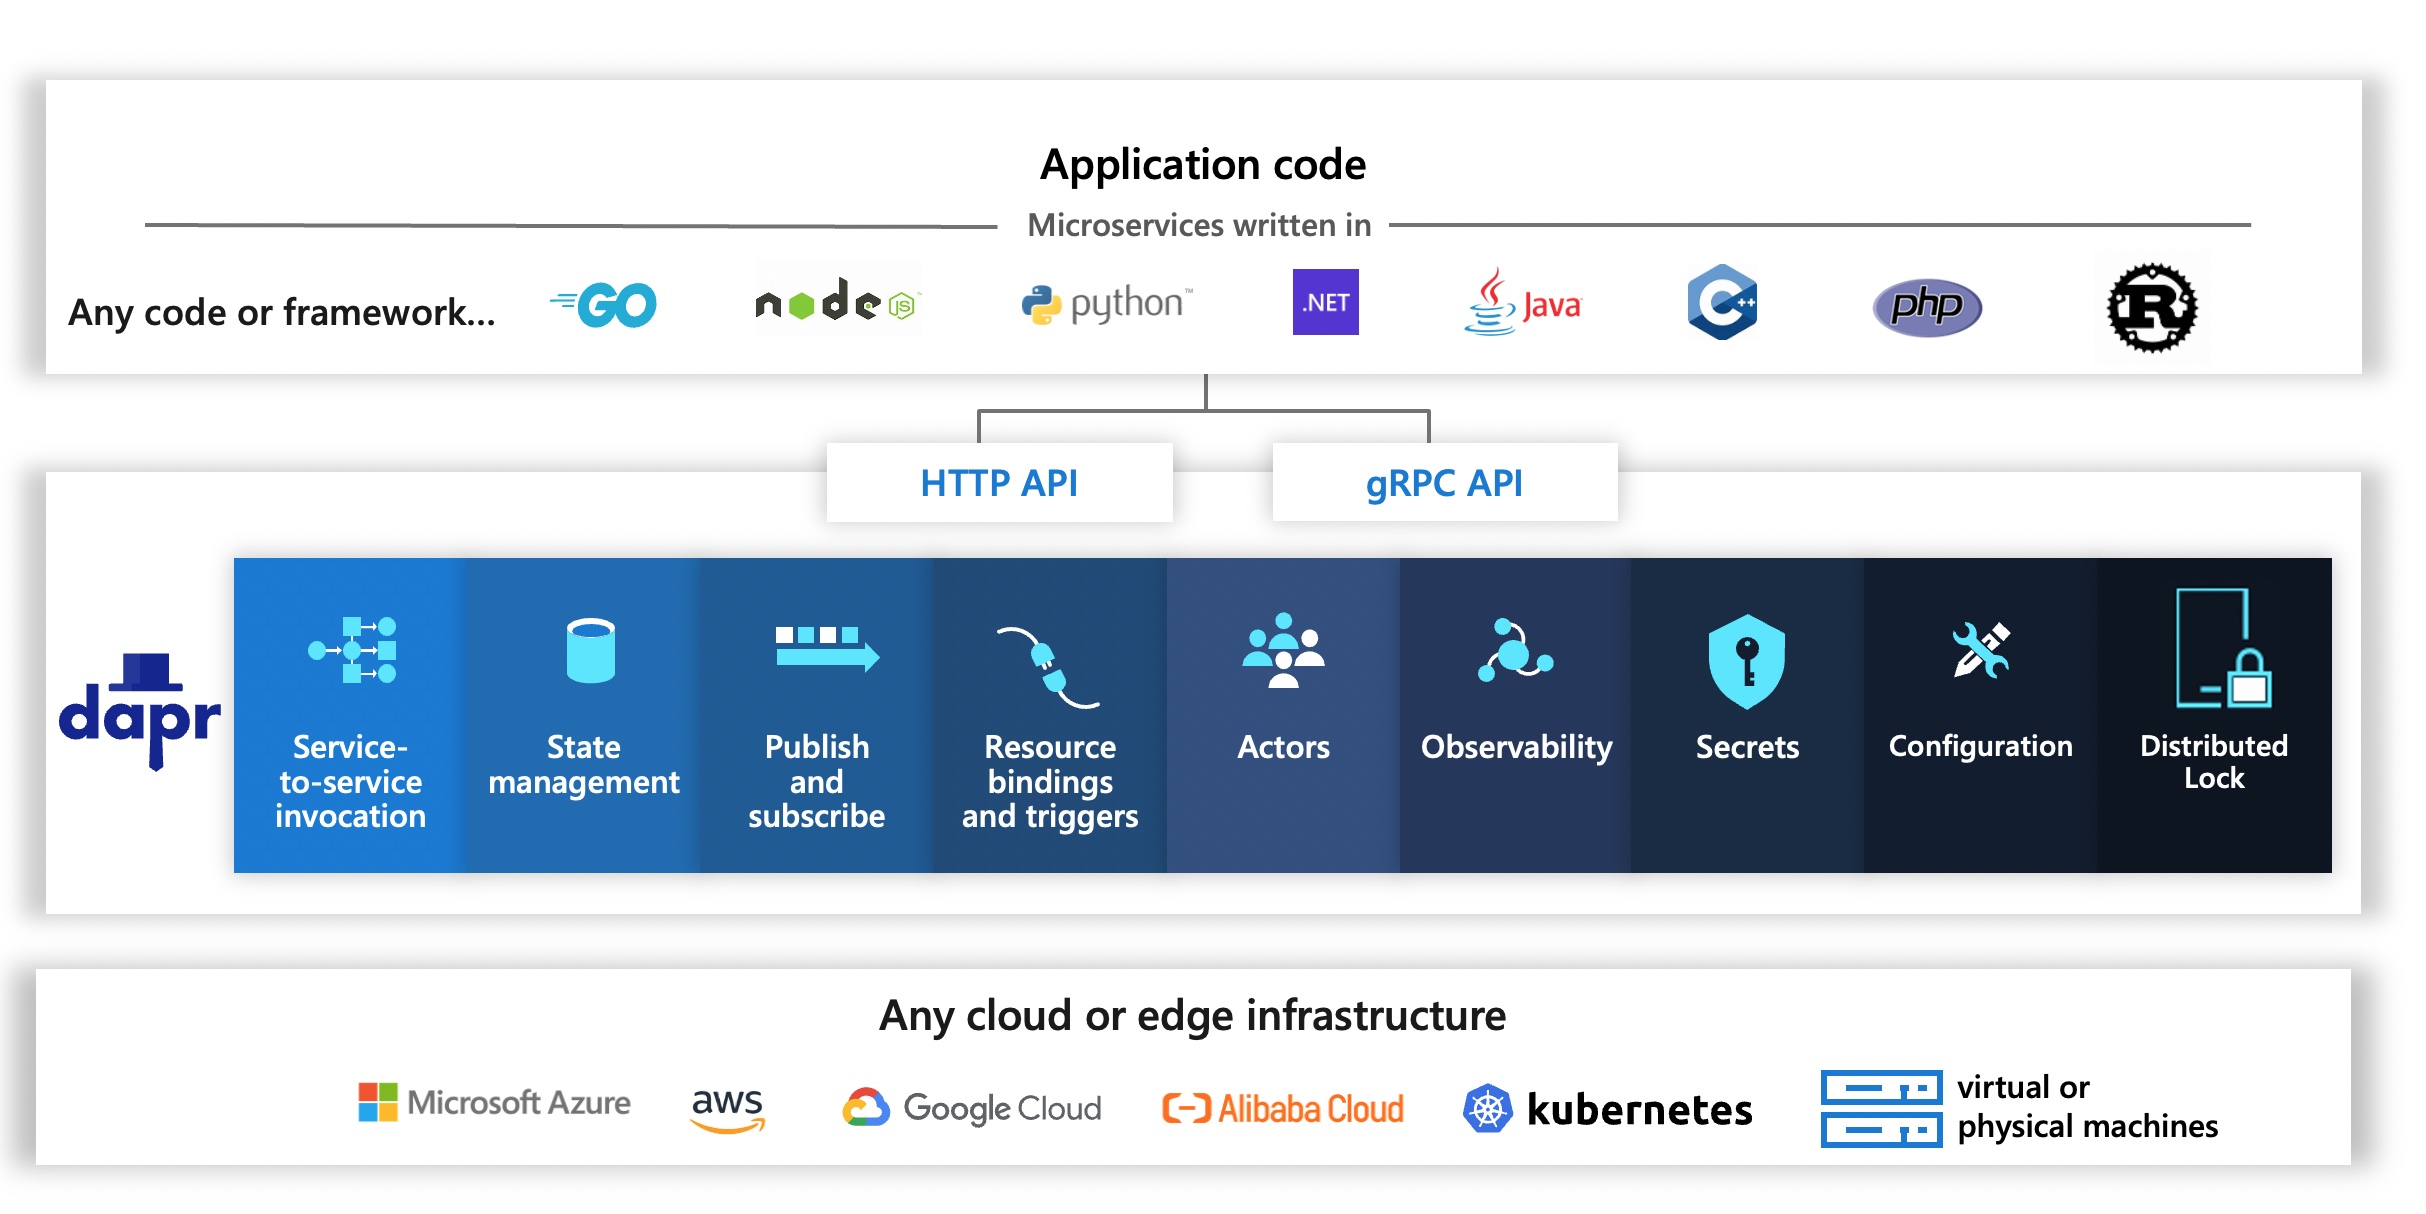 Application code
Microservices written in
Any code or framework...
GO
node
JS
python™
.NET
Java
C++
php
R
HTTP API
gRPC API
dapr
Service-
to-service
invocation
State
management
Publish
and
subscribe
Resource
bindings
and triggers
Actors
Observability
Secrets
Configuration
Distributed
Lock
Any cloud or edge infrastructure
Microsoft Azure
aws
Google Cloud
Alibaba Cloud
kubernetes
virtual or
physical machines